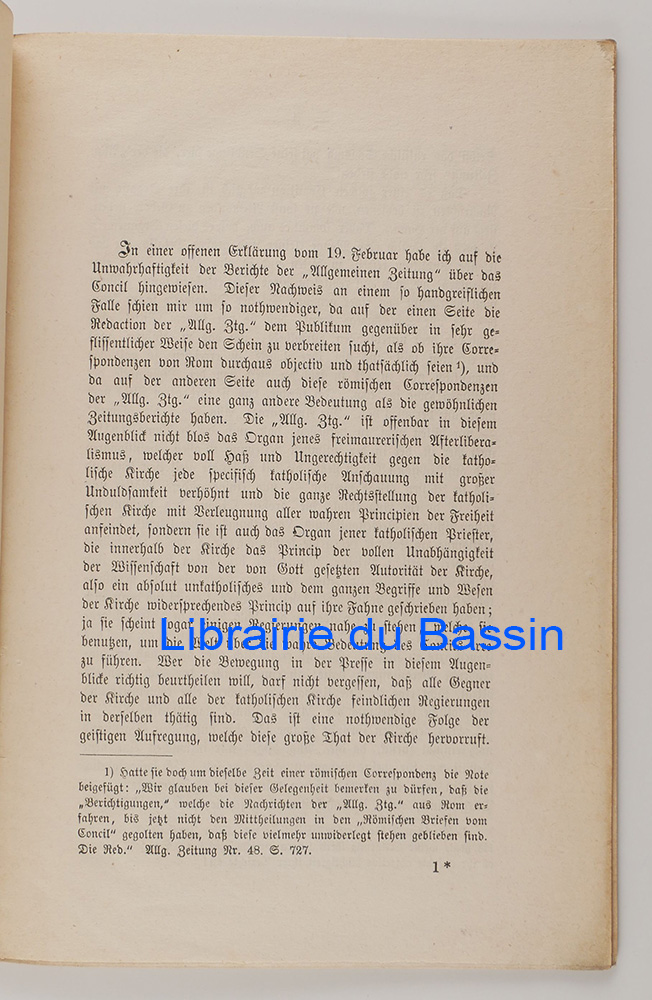 In einer offenen Erklärung vom 19. Februar habe ich auf die
Unwahrhaftigkeit der Berichte der „Allgemeinen Zeitung“ über das
Concil hingewiesen. Dieser Nachweis an einem so handgreiflichen
Falle schien mir um so nothwendiger, da auf der einen Seite die
Redaction der „Allg. Ztg.“ dem Publikum gegenüber in sehr ge-
flissentlicher Weise den Schein zu verbreiten sucht, als ob ihre Corre-
spondenzen von Rom durchaus objectiv und thatsächlich seien ¹), und
da auf der anderen Seite auch diese römischen Correspondenzen
der „Allg. Ztg.“ eine ganz andere Bedeutung als die gewöhnlichen
Zeitungsberichte haben. Die „Allg. Ztg.“ ist offenbar in diesem
Augenblick nicht blos das Organ jenes freimaurerischen Afterlibera-
lismus, welcher voll Haß und Ungerechtigkeit gegen die katho-
lische Kirche jede specifisch katholische Anschauung mit großer
Unduldsamkeit verhöhnt und die ganze Rechtsstellung der katholi-
schen Kirche mit Verleugnung aller wahren Principien der Freiheit
anfeindet, sondern sie ist auch das Organ jener katholischen Priester,
die innerhalb der Kirche das Princip der vollen Unabhängigkeit
der Wissenschaft von der von Gott gesetzten Autorität der Kirche,
also ein absolut unkatholisches und dem ganzen Begriffe und Wesen
der Kirche widersprechendes Princip auf ihre Fahne geschrieben haben;
ja sie scheint sogar einigen Regierungen nahe zu stehen, welche sie
benutzen, um die Welt über die wahre Bedeutung des Concils irre
zu führen. Wer die Bewegung in der Presse in diesem Augen-
blicke richtig beurtheilen will, darf nicht vergessen, daß alle Gegner
der Kirche und alle der katholischen Kirche feindlichen Regierungen
in derselben thätig sind. Das ist eine nothwendige Folge der
geistigen Aufregung, welche diese große That der Kirche hervorruft.
1) Hatte sie doch um dieselbe Zeit einer römischen Correspondenz die Note
beigefügt: „Wir glauben bei dieser Gelegenheit bemerken zu dürfen, daß die
„Berichtigungen,“ welche die Nachrichten der „Allg. Ztg.“ aus Rom er-
fahren, bis jetzt nicht den Mittheilungen in den „Römischen Briefen vom
Concil“ gegolten haben, daß diese vielmehr unwiderlegt stehen geblieben sind.
Die Red.“ Allg. Zeitung Nr. 48. S. 727.
1*
Librairie du Bassin